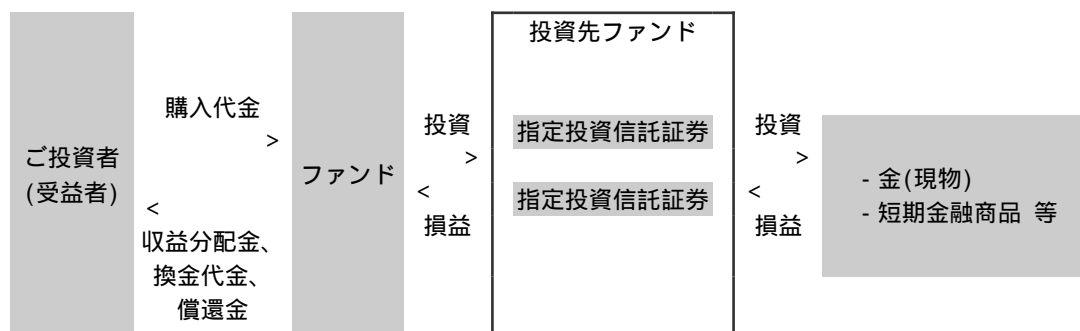 ご投資者
(受益者)
購入代金
>
<
収益分配金、
換金代金、
償還金
ファンド
投資
>
<
損益
投資先ファンド
指定投資信託証券
指定投資信託証券
投資
>
<
損益
- 金(現物)
- 短期金融商品 等